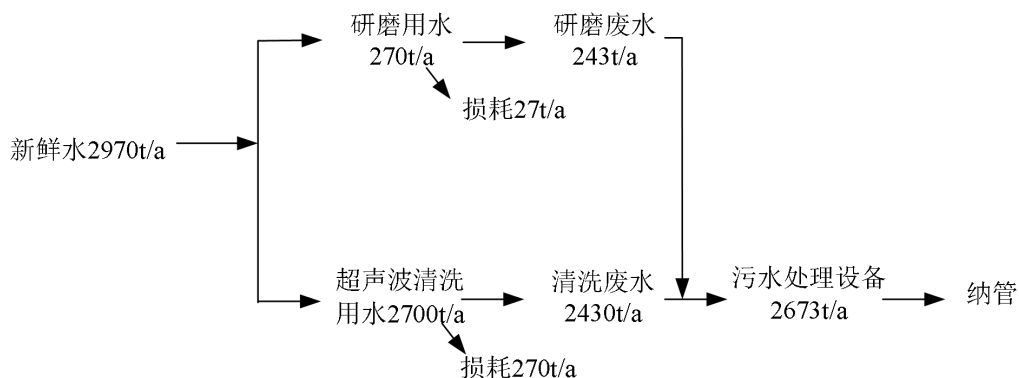 研磨用水
270t/a
研磨废水
243t/a
损耗27t/a
新鲜水2970t/a
超声波清洗
用水2700t/a
清洗废水
2430t/a
污水处理设备
2673t/a
纳管
损耗270t/a